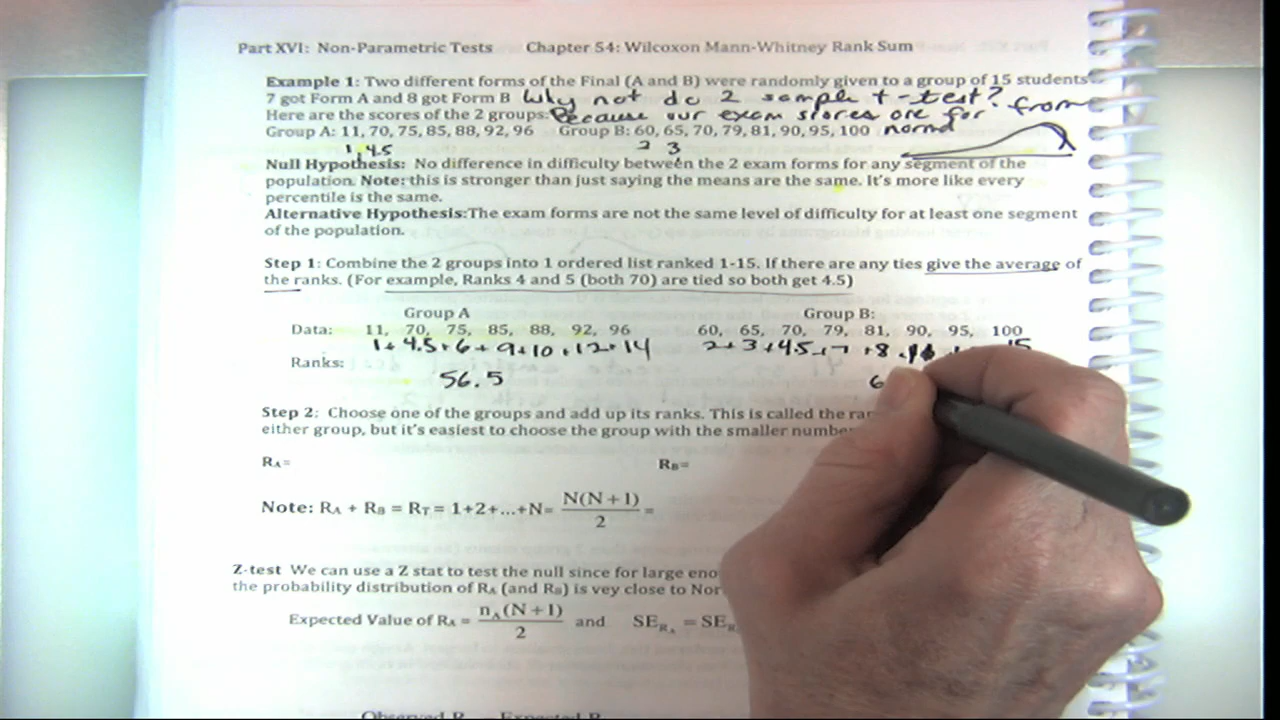 Part XVI: Non-Parametric Tests Chapter 54: Wilcoxon Mann-Whitney Rank Sum
Example 1: Two different forms of the Final (A and B) were randomly given to a group of 15 students
7 got Form A and 8 got Form B Why not do 2 sample t-test?
Here are the scores of the 2 groups: Because our exam scores are far from
Group A: 11, 70, 75, 85, 88, 92, 96 Group B: 60, 65, 70, 79, 81, 90, 95, 100 normal
1, 4.5 2 3
Null Hypothesis: No difference in difficulty between the 2 exam forms for any segment of the
population. Note: this is stronger than just saying the means are the same. It's more like every
percentile is the same.
Alternative Hypothesis:The exam forms are not the same level of difficulty for at least one segment
of the population.
Step 1: Combine the 2 groups into 1 ordered list ranked 1-15. If there are any ties give the average of
the ranks. (For example, Ranks 4 and 5 (both 70) are tied so both get 4.5)
Group A Group B:
Data: 11, 70, 75, 85, 88, 92, 96 60, 65, 70, 79, 81, 90, 95, 100
1+4.5+6+9+10+12+14 2+3+4.5+7+8 15
Ranks:
56.5 6
Step 2: Choose one of the groups and add up its ranks. This is called the
either group, but it's easiest to choose the group with the smaller
RA= RB=
Note: RA + RB = RT = 1+2+...+N= N(N+1)/2 =
Z-test We can use a Z stat to test the null since for large
the probability distribution of RA (and RB) is vey close to
Expected Value of RA = nA(N+1)/2 and SERA =
Observed Expected